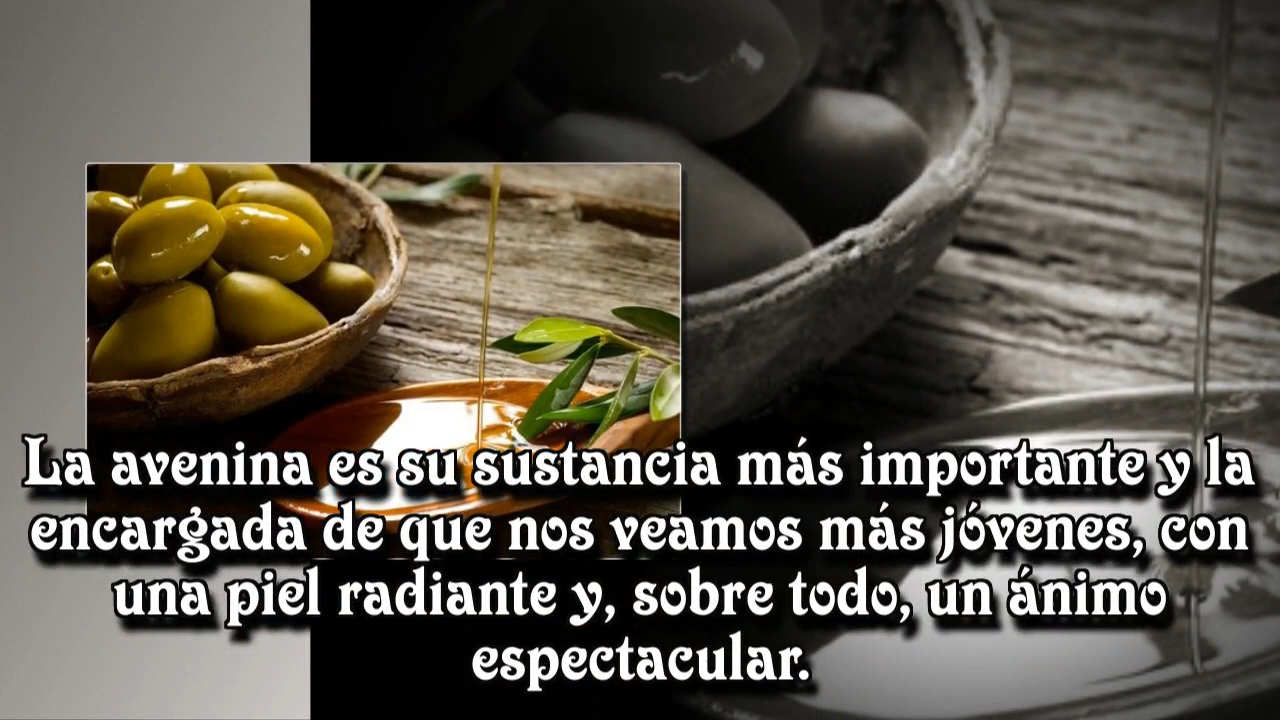 La avenina es su sustancia más importante y la
encargada de que nos veamos más jóvenes, con
una piel radiante y, sobre todo, un ánimo
espectacular.